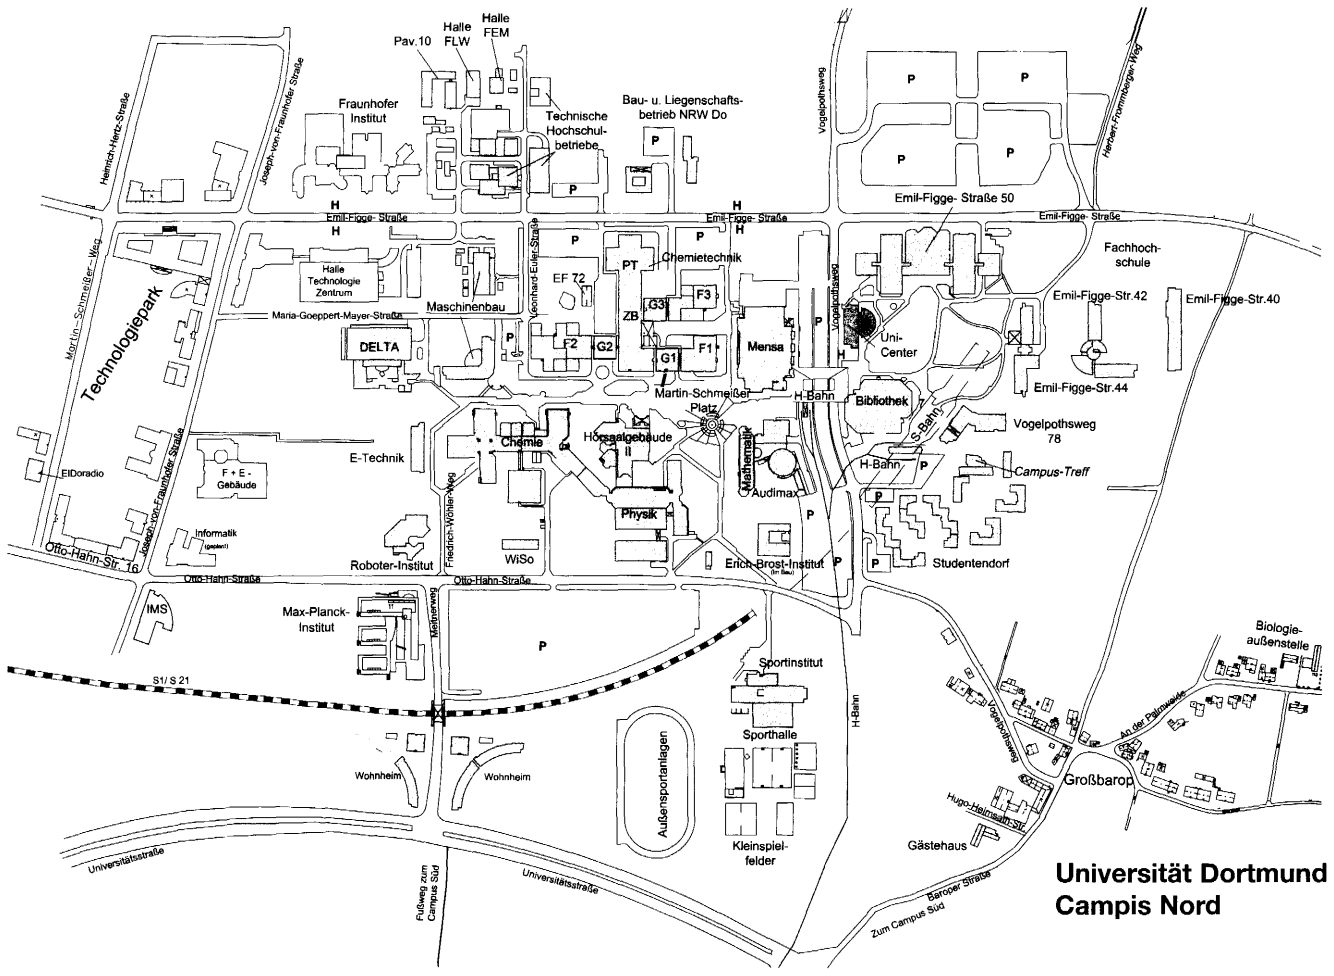 Halle
FEM
Halle
FLW
Pav.10
Heinrich-Hertz-Straße
Joseph-von-Fraunhofer Straße
Fraunhofer
Institut
Technische
Hochschul-
betriebe
Bau- u. Liegenschafts-
betrieb NRW Do
P
P
Vogelpothsweg
P
P
P
P
Herbert-Frommberger-Weg
Emil-Figge- Straße 50
H
Emil-Figge- Straße
H
H
Emil-Figge- Straße
H
Emil-Figge- Straße
Martin-Schmeißer-Weg
Technologiepark
Halle
Technologie
Zentrum
Maschinenbau
Leonhard-Euler-Straße
P
P
PT
Chemietechnik
EF 72
G3
F3
ZB
Maria-Goeppert-Mayer-Straße
DELTA
P
F2
G2
G1
F1
Mensa
P
Vogelpothsweg
H
Uni-
Center
Fachhoch-
schule
Emil-Figge-Str.42
Emil-Figge-Str.40
Emil-Figge-Str.44
Martin-Schmeißer
Platz
H-Bahn
Bibliothek
S-Bahn
Vogelpothsweg
78
Chemie
Hörsaalgebäude
II
Mathematik
Audimax
H-Bahn
P
Campus-Treff
E-Technik
ElDoradio
F + E -
Gebäude
Joseph-von-Fraunhofer Straße
Friedrich-Wöhler-Weg
Physik
P
P
Informatik
(geplant)
Otto-Hahn-Str. 16
Roboter-Institut
WiSo
Erich-Brost-Institut
(im Bau)
P
P
Studentendorf
Otto-Hahn-Straße
Otto-Hahn-Straße
IMS
Max-Planck-
Institut
Meitnerweg
P
Biologie-
außenstelle
S1/ S 21
Sportinstitut
H-Bahn
Vogelpothsweg
An der Palmweide
Sporthalle
Wohnheim
Wohnheim
Außensportanlagen
Großbarop
Hugo-Heimsath-Str.
Kleinspiel-
felder
Gästehaus
Universitätsstraße
Universitätsstraße
Fußweg zum
Campus Süd
Baroper Straße
Zum Campus Süd
Universität Dortmund
Campis Nord